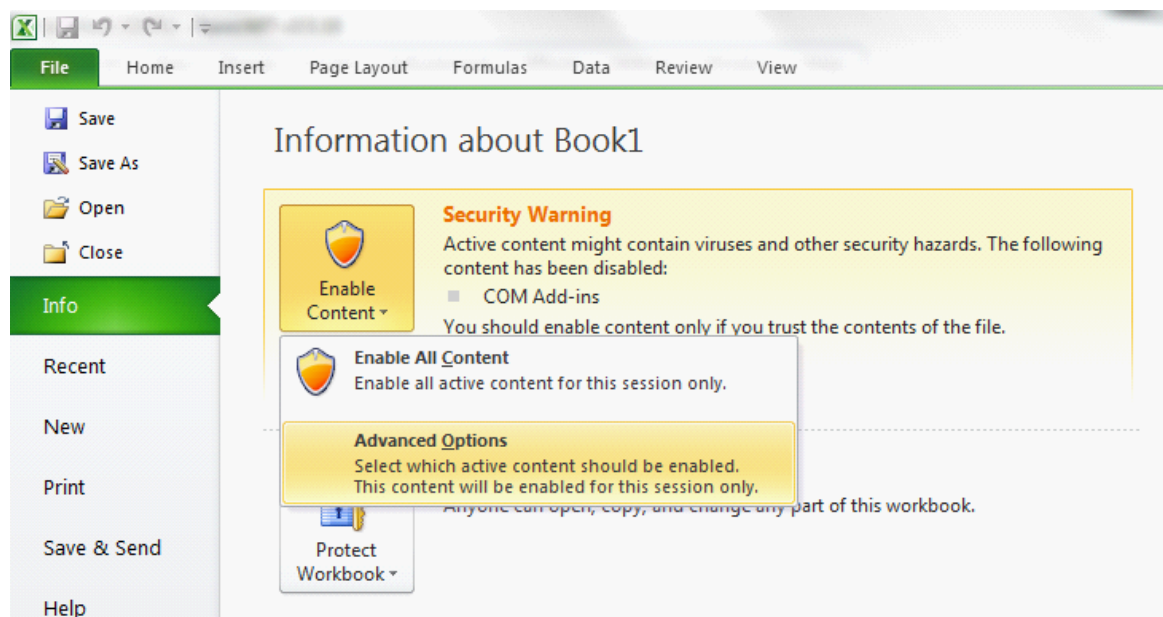 File Home Insert Page Layout Formulas Data Review View
Save
Save As
Open
Close
Info
Recent
New
Print
Save & Send
Help
Information about Book1
Enable
Content
Security Warning
Active content might contain viruses and other security hazards. The following
content has been disabled:
COM Add-ins
You should enable content only if you trust the contents of the file.
Enable All Content
Enable all active content for this session only.
Advanced Options
Select which active content should be enabled.
This content will be enabled for this session only.
Anyone can open, copy, and change any part of this workbook.
Protect
Workbook